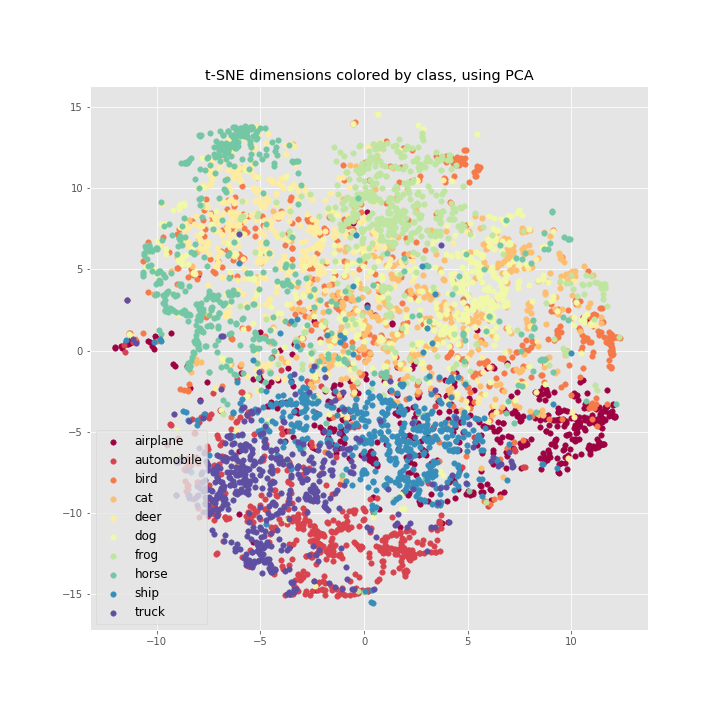 t-SNE dimensions colored by class, using PCA
15
10
5
0
−5
−10
−15
airplane
automobile
bird
cat
deer
dog
frog
horse
ship
truck
−10
−5
0
5
10